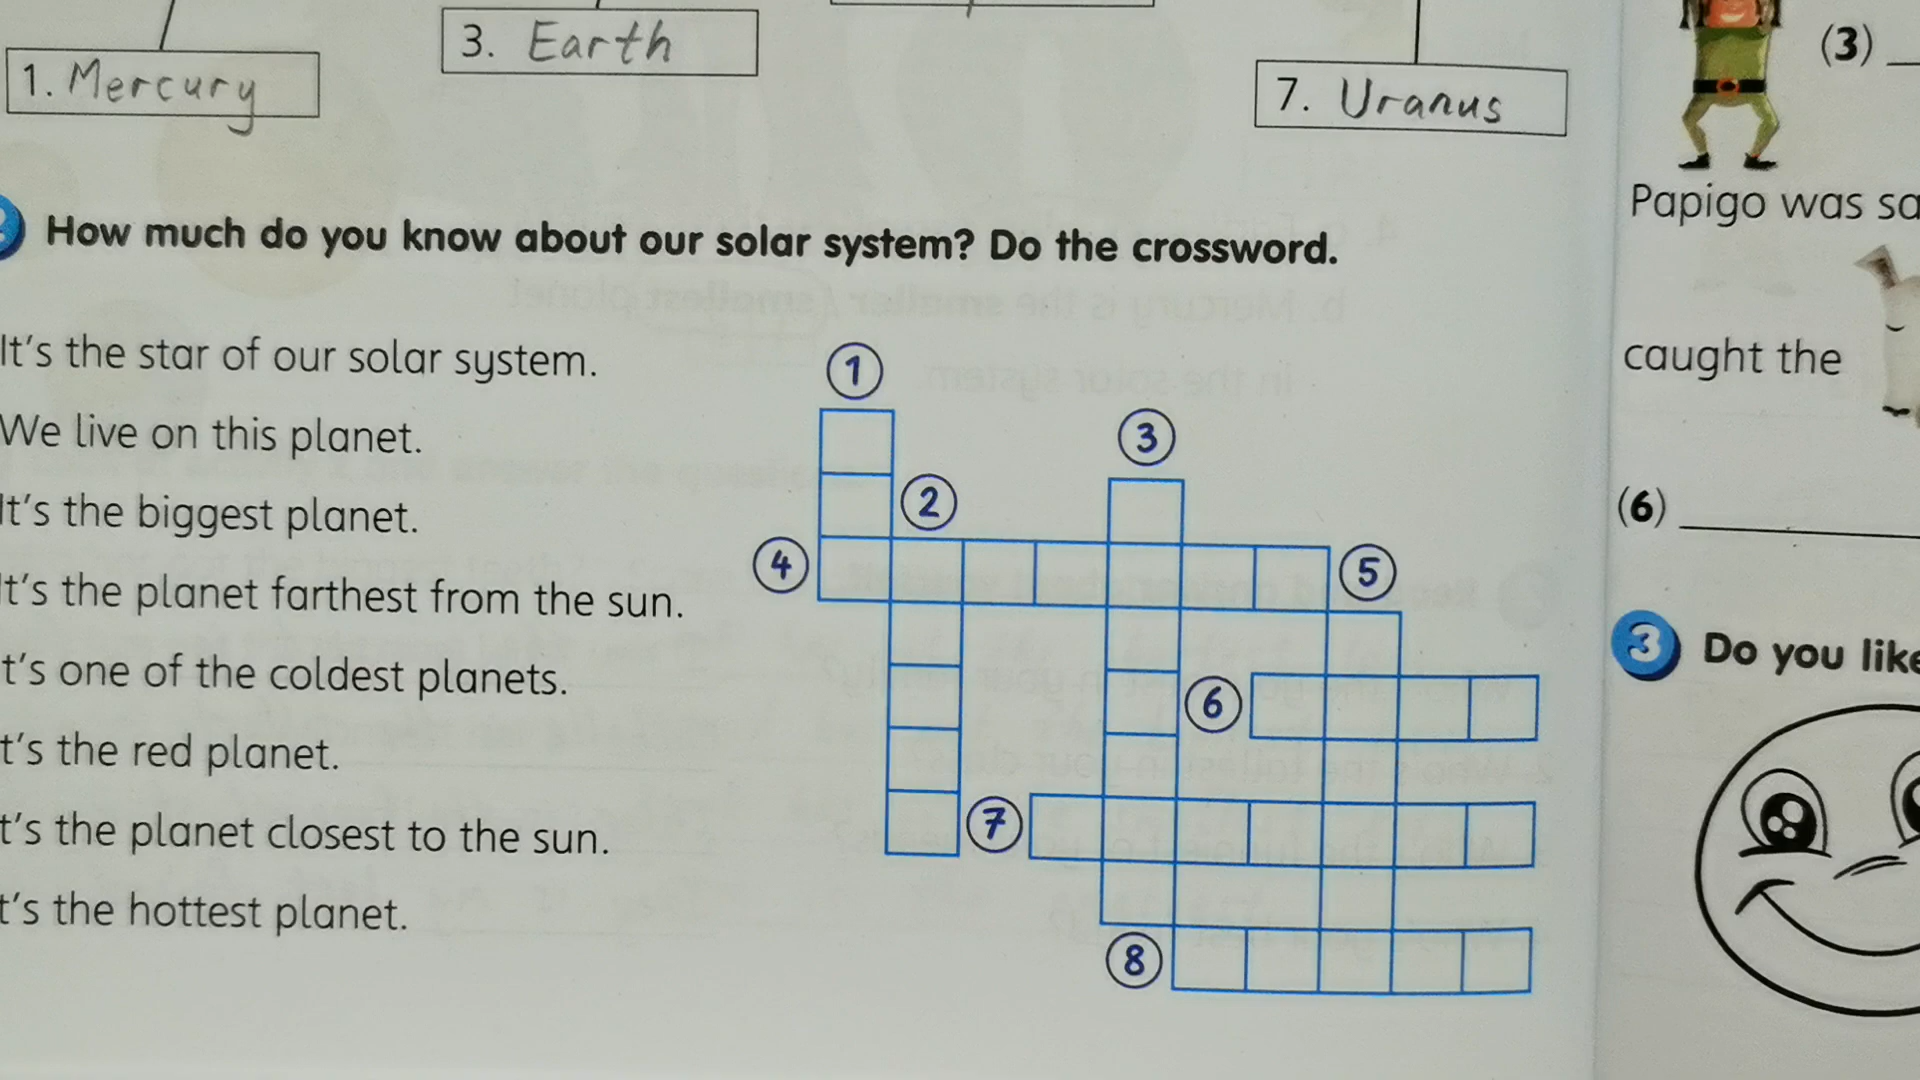 1. Mercury
3. Earth
7. Uranus
(3)
Papigo was sa
How much do you know about our solar system? Do the crossword.
It's the star of our solar system.
We live on this planet.
It's the biggest planet.
It's the planet farthest from the sun.
t's one of the coldest planets.
t's the red planet.
t's the planet closest to the sun.
t's the hottest planet.
1
2
3
4
5
6
7
8
caught the
(6)
3 Do you like